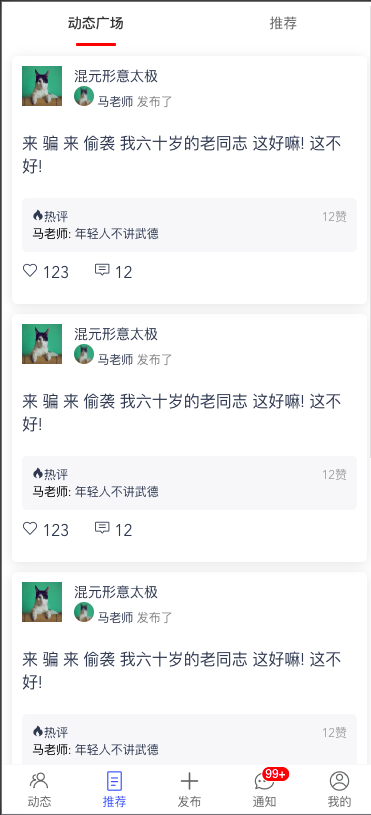 动态广场 推荐
混元形意太极
马老师 发布了
来 骗 来 偷袭 我六十岁的老同志 这好嘛! 这不
好!
热评 12赞
马老师: 年轻人不讲武德
123 12
混元形意太极
马老师 发布了
来 骗 来 偷袭 我六十岁的老同志 这好嘛! 这不
好!
热评 12赞
马老师: 年轻人不讲武德
123 12
混元形意太极
马老师 发布了
来 骗 来 偷袭 我六十岁的老同志 这好嘛! 这不
好!
热评 12赞
马老师: 年轻人不讲武德
99+
动态 推荐 发布 通知 我的